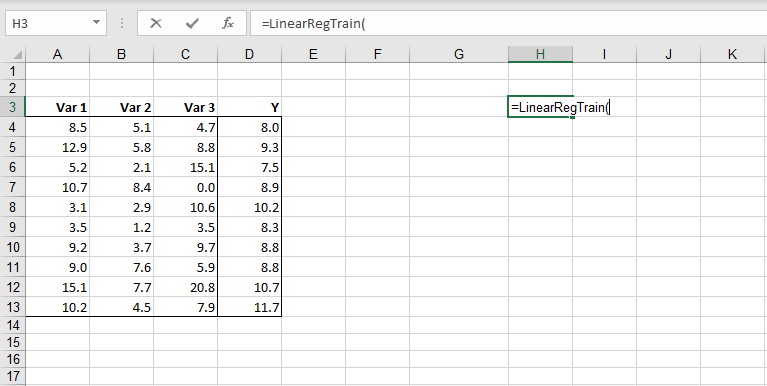 H3 fx =LinearRegTrain(
A B C D E F G H I J K
1
2
3 Var 1 Var 2 Var 3 Y =LinearRegTrain(
4 8.5 5.1 4.7 8.0
5 12.9 5.8 8.8 9.3
6 5.2 2.1 15.1 7.5
7 10.7 8.4 0.0 8.9
8 3.1 2.9 10.6 10.2
9 3.5 1.2 3.5 8.3
10 9.2 3.7 9.7 8.8
11 9.0 7.6 5.9 8.8
12 15.1 7.7 20.8 10.7
13 10.2 4.5 7.9 11.7
14
15
16
17